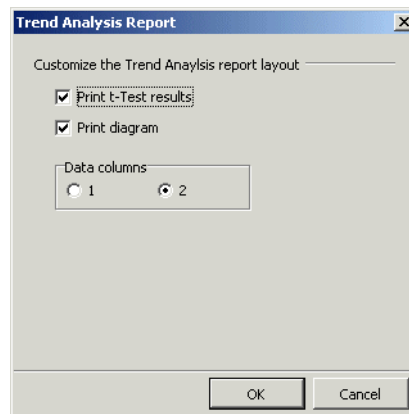 Trend Analysis Report
Customize the Trend Anaylsis report layout
Print t-Test results
Print diagram
Data columns
1 2
OK Cancel